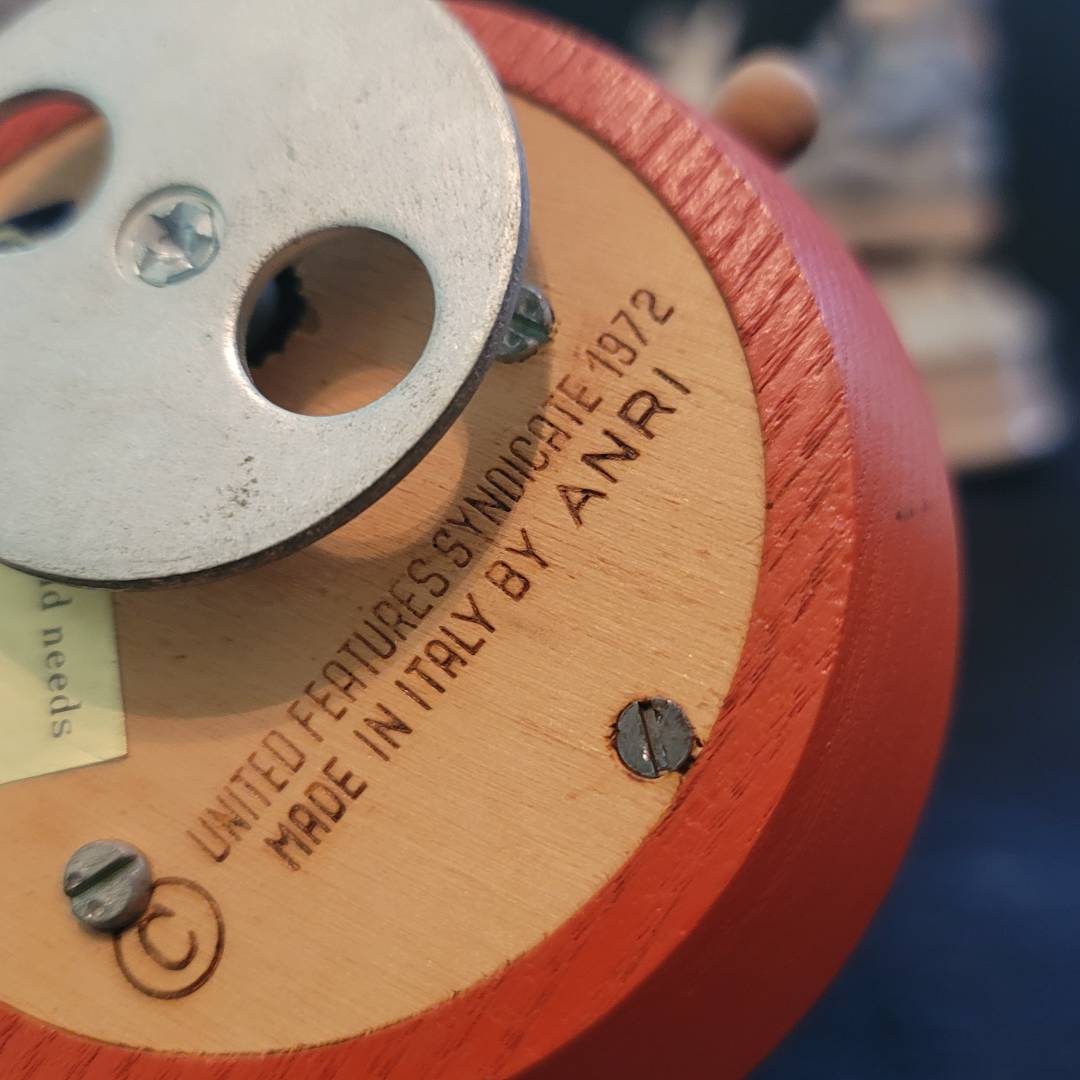 UNITED FEATURES SYNDICATE 1972
MADE IN ITALY BY ANRI
©
needs